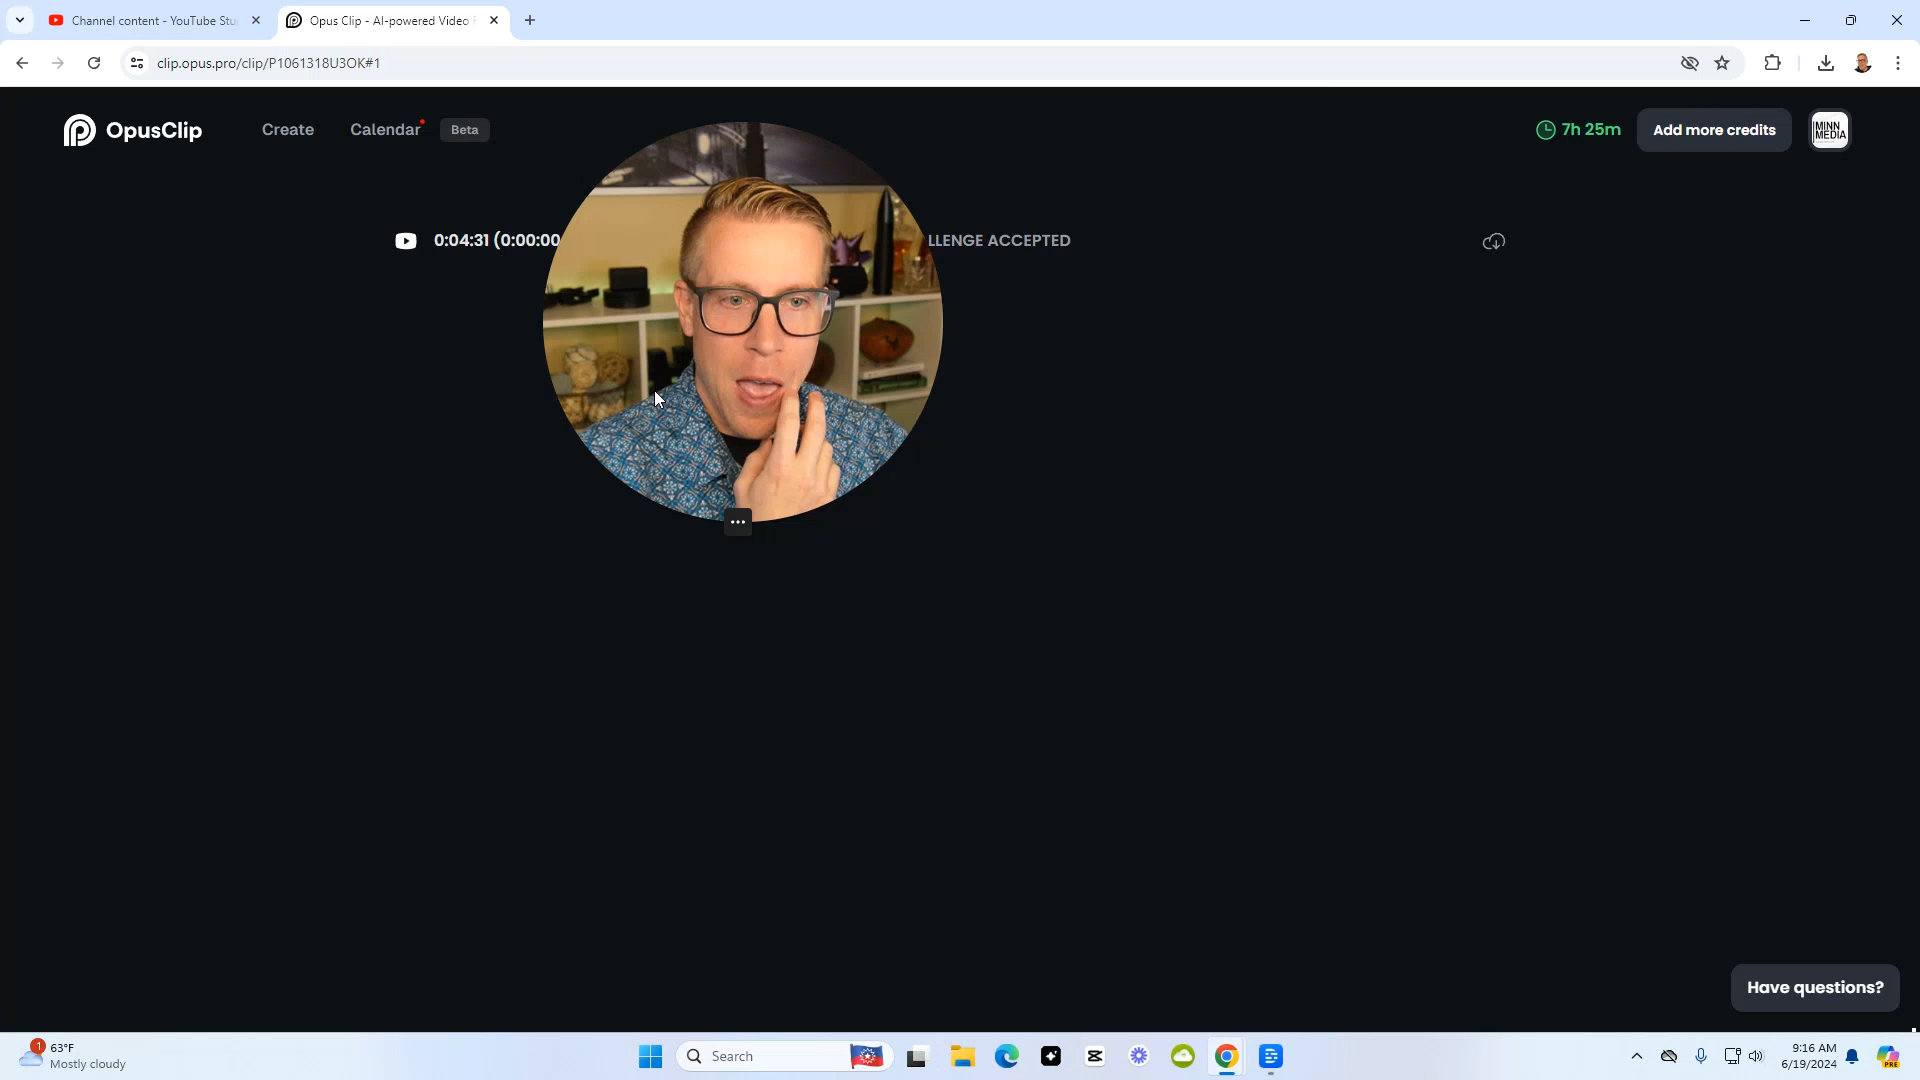 Channel content - YouTube Stu
Opus Clip - AI-powered Video
clip.opus.pro/clip/P1061318U3OK#1
OpusClip
Create
Calendar
Beta
7h 25m
Add more credits
MINN
MEDIA
0:04:31 (0:00:00
LLENGE ACCEPTED
Have questions?
1
63°F
Mostly cloudy
Search
PRE
9:16 AM
6/19/2024